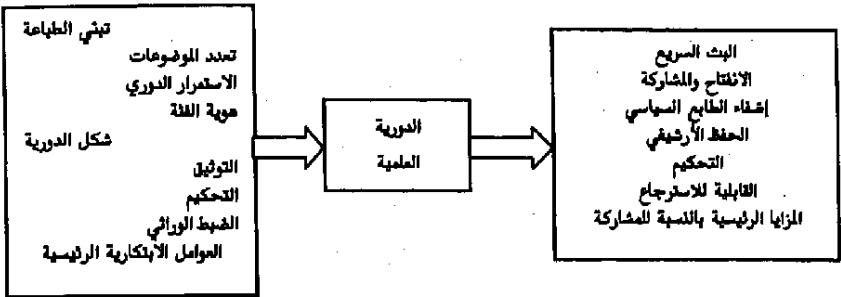 تبني الطباعة
تعدد الموضوعات
الاستمرار الدوري
هوية الفئة
شكل الدورية
التوثيق
التحكيم
الضبط الوراثي
العوامل الابتكارية الرئيسية
الدورية
العلمية
البث السريع
الانفتاح والمشاركة
إضفاء الطابع السياسي
الحفظ الأرشيفي
التحكيم
القابلية للاسترجاع
المزايا الرئيسية بالنسبة للمشاركة